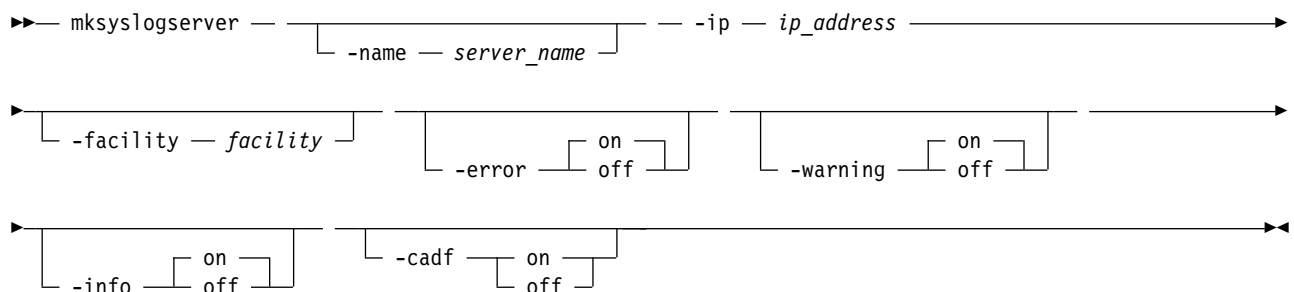 mksyslogserver -ip ip_address
-name server_name
-facility facility on on
-error off -warning off
on -cadf on
-info off off